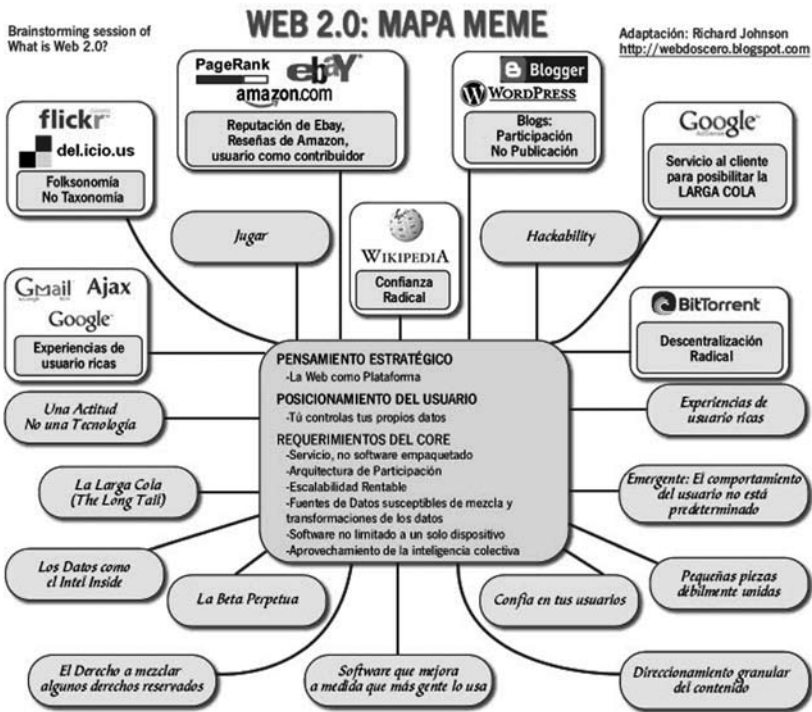 Brainstorming session of
What is Web 2.0?
WEB 2.0: MAPA MEME
Adaptación: Richard Johnson
http://webdoscero.blogspot.com
flickr
del.icio.us
Folksonomía
No Taxonomía
PageRank
ebay
amazon.com
Reputación de Ebay,
Reseñas de Amazon,
usuario como contribuidor
Blogger
WORDPRESS
Blogs:
Participación
No Publicación
Google
Servicio al cliente
para posibilitar la
LARGA COLA
Jugar
WIKIPEDIA
Confianza
Radical
Hackability
Gmail Ajax
Google
Experiencias de
usuario ricas
BitTorrent
Descentralización
Radical
PENSAMIENTO ESTRATÉGICO
-La Web como Plataforma
POSICIONAMIENTO DEL USUARIO
-Tú controlas tus propios datos
REQUERIMIENTOS DEL CORE
-Servicio, no software empaquetado
-Arquitectura de Participación
-Escalabilidad Rentable
-Fuentes de Datos susceptibles de mezcla y
transformaciones de los datos
-Software no limitado a un solo dispositivo
-Aprovechamiento de la inteligencia colectiva
Una Actitud
No una Tecnología
Experiencias de
usuario ricas
La Larga Cola
(The Long Tail)
Emergente: El comportamiento
del usuario no está
predeterminado
Los Datos como
el Intel Inside
La Beta Perpetua
Confia en tus usuarios
Pequeñas piezas
débilmente unidas
El Derecho a mezclar
algunos derechos reservados
Software que mejora
a medida que más gente lo usa
Direccionamiento granular
del contenido